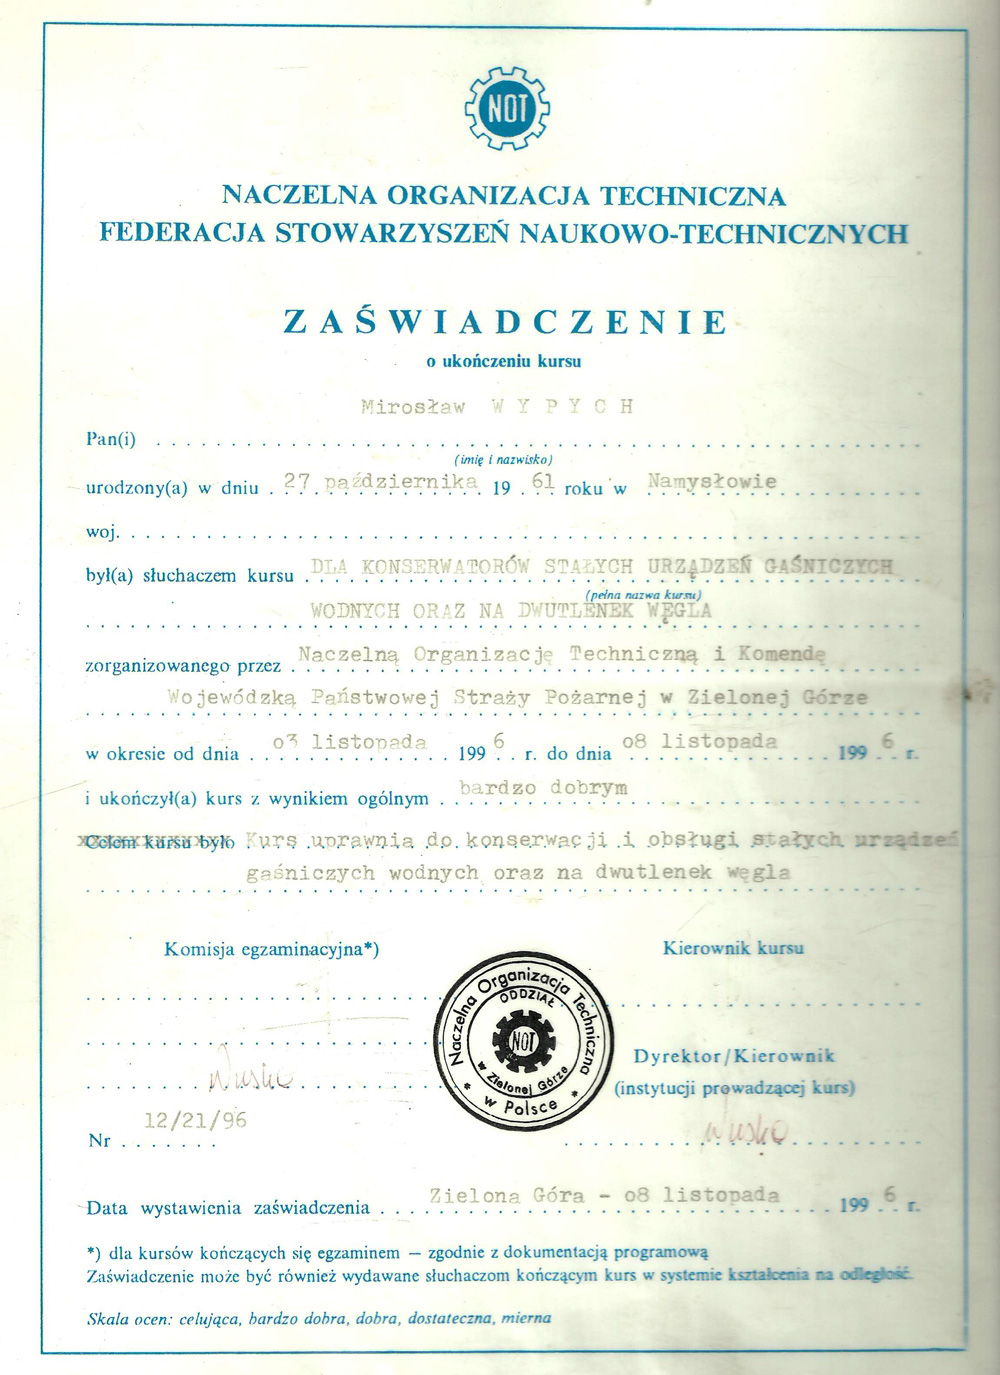 NOT
NACZELNA ORGANIZACJA TECHNICZNA
FEDERACJA STOWARZYSZEŃ NAUKOWO-TECHNICZNYCH
ZAŚWIADCZENIE
o ukończeniu kursu
Mirosław WYPYCH
Pan(i)
(imię i nazwisko)
urodzony(a) w dniu 27 października 19 61 roku w Namysłowie
woj.
był(a) słuchaczem kursu DLA KONSERWATORÓW STAŁYCH URZĄDZEŃ GAŚNICZYCH
(pełna nazwa kursu)
WODNYCH ORAZ NA DWUTLENEK WĘGLA
zorganizowanego przez Naczelną Organizację Techniczną i Komendę
Wojewódzką Państwowej Straży Pożarnej w Zielonej Górze
w okresie od dnia o3 listopada 199 6 r. do dnia o8 listopada 199 6 r.
i ukończył(a) kurs z wynikiem ogólnym bardzo dobrym
Celem kursu było Kurs uprawnia do konserwacji i obsługi stałych urządzeń
gaśniczych wodnych oraz na dwutlenek węgla
Komisja egzaminacyjna*) Kierownik kursu
Naczelna Organizacja Techniczna
ODDZIAŁ
NOT
w Zielonej Górze
* w Polsce *
Dyrektor/Kierownik
(instytucji prowadzącej kurs)
12/21/96
Nr
Data wystawienia zaświadczenia Zielona Góra - o8 listopada 199 6 r.
*) dla kursów kończących się egzaminem — zgodnie z dokumentacją programową
Zaświadczenie może być również wydawane słuchaczom kończącym kurs w systemie kształcenia na odległość.
Skala ocen: celująca, bardzo dobra, dobra, dostateczna, mierna